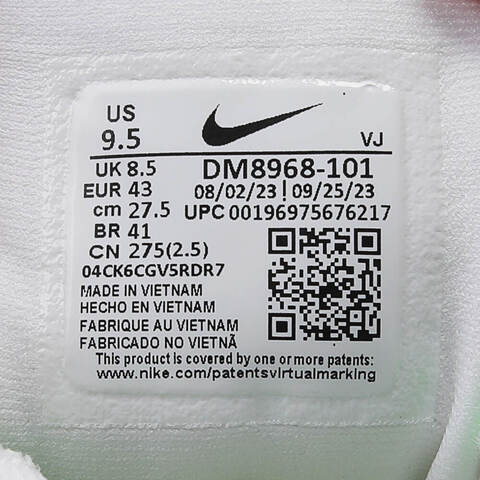 US
9.5
VJ
UK 8.5
DM8968-101
EUR 43
08/02/23 | 09/25/23
cm 27.5
UPC 00196975676217
BR 41
CN 275(2.5)
04CK6CGV5RDR7
MADE IN VIETNAM
HECHO EN VIETNAM
FABRIQUE AU VIETNAM
FABRICADO NO VIETNÃ
This product is covered by one or more patents:
www.nike.com/patentsvirtualmarking